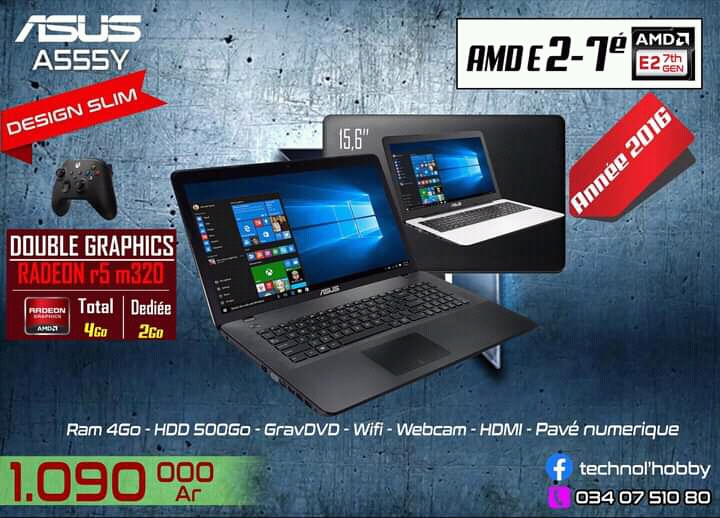 ASUS
A555Y
AMD E 2-7é
AMD
E2 7th
GEN
DESIGN SLIM
15,6"
Année 2016
DOUBLE GRAPHICS
RADEON r5 m320
RADEON
GRAPHICS
AMD
Total
4Go
Dediée
2Go
ASUS
ASUS
Ram 4Go - HDD 500Go - GravDVD - Wifi - Webcam - HDMI - Pavé numerique
1.090 000
Ar
technol'hobby
034 07 510 80